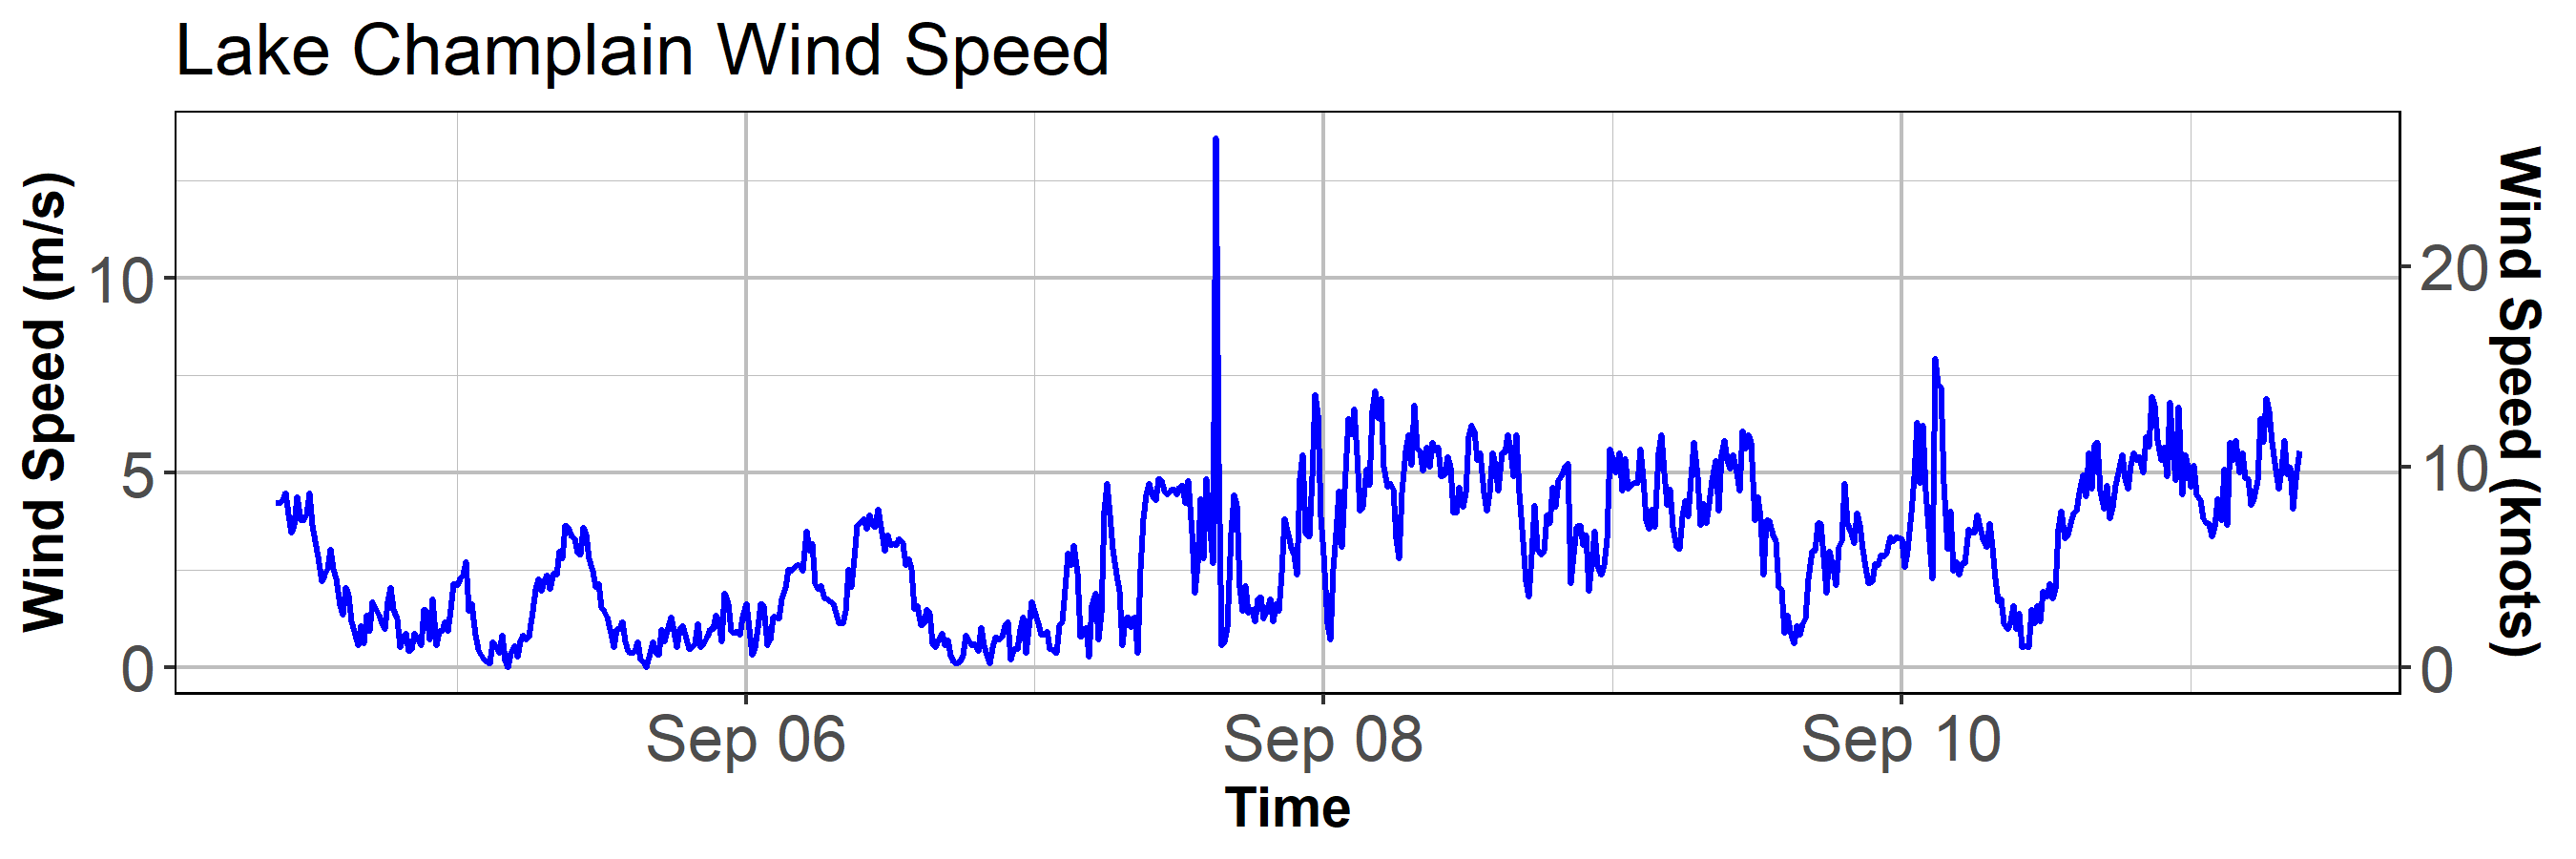 Lake Champlain Wind Speed
Wind Speed (m/s)
10
5
0
20
10
0
Wind Speed (knots)
Sep 06
Sep 08
Sep 10
Time